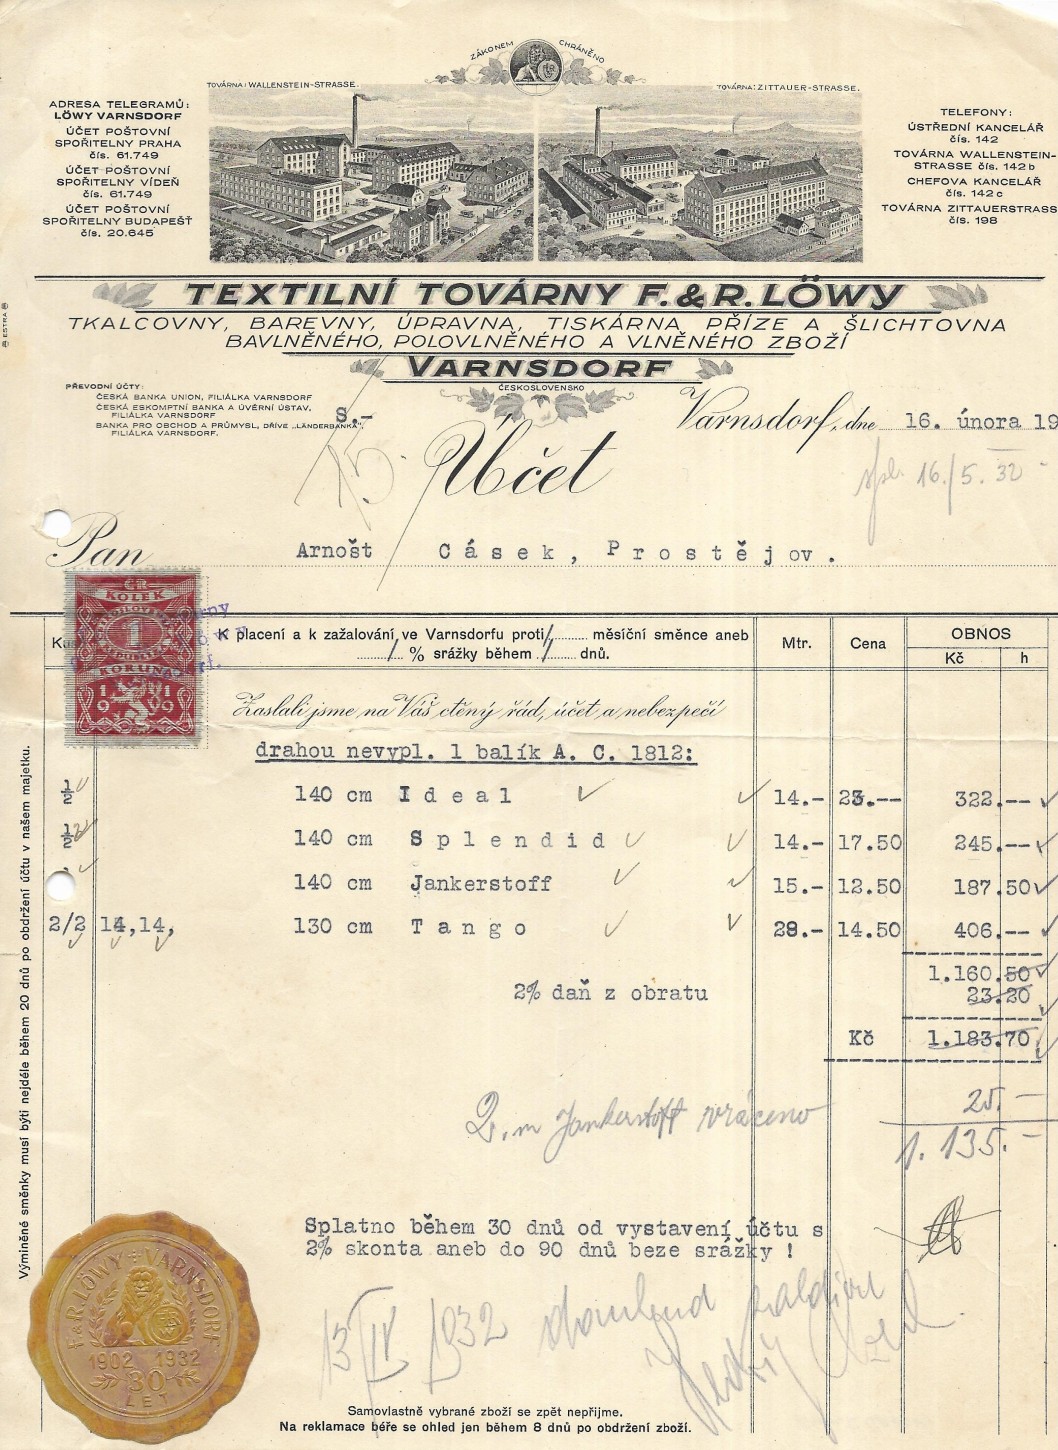 ZÁKONEM CHRÁNĚNO
TOVÁRNA: WALLENSTEIN-STRASSE.
TOVÁRNA: ZITTAUER-STRASSE.
ADRESA TELEGRAMŮ:
LÖWY VARNSDORF
ÚČET POŠTOVNÍ
SPOŘITELNY PRAHA
čís. 61.749
ÚČET POŠTOVNÍ
SPOŘITELNY VÍDEŇ
čís. 61.749
ÚČET POŠTOVNÍ
SPOŘITELNY BUDAPEŠŤ
čís. 20.645
TELEFONY:
ÚSTŘEDNÍ KANCELÁŘ
čís. 142
TOVÁRNA WALLENSTEIN-
STRASSE čís. 142 b
CHEFOVA KANCELÁŘ
čís. 142 c
TOVÁRNA ZITTAUERSTRASS
čís. 198
TEXTILNÍ TOVÁRNY F. & R. LÖWY
TKALCOVNY, BAREVNY, ÚPRAVNA, TISKÁRNA PŘÍZE A ŠLICHTOVNA
BAVLNĚNÉHO, POLOVLNĚNÉHO A VLNĚNÉHO ZBOŽÍ
VARNSDORF
ČESKOSLOVENSKO
ESTRA
PŘEVODNÍ ÚČTY:
ČESKÁ BANKA UNION, FILIÁLKA VARNSDORF
ČESKÁ ESKOMPTNÍ BANKA A ÚVĚRNÍ ÚSTAV,
FILIÁLKA VARNSDORF
BANKA PRO OBCHOD A PRŮMYSL, DŘÍVE „LÄNDERBANKA",
FILIÁLKA VARNSDORF.
S.-
Varnsdorf, dne 16. února 19
Účet
16./5. 32
Pan Arnošt Cásek, Prostějov.
ČR
KOLEK
1
KORUNA
1919
K placení a k zažalování ve Varnsdorfu proti / měsíční směnce aneb
/ % srážky během / dnů.
Mtr. Cena OBNOS
Kč h
Zaslali jsme na Váš ctěný řád, účet a nebezpečí
drahou nevypl. 1 balík A. C. 1812:
1/2 140 cm Ideal 14.- 23.-- 322.--
1/2 140 cm Splendid 14.- 17.50 245.--
140 cm Jankerstoff 15.- 12.50 187.50
2/2 14,14, 130 cm Tango 28.- 14.50 406.--
1.160.50
2% daň z obratu 23.20
Kč 1.183.70
25.-
2. m Jankerstoff vráceno
1.135.-
Splatno během 30 dnů od vystavení účtu s
2% skonta aneb do 90 dnů beze srážky !
13/IV 1932
F. & R. LÖWY VARNSDORF
1902 1932
30
LET
Samovlastně vybrané zboží se zpět nepřijme.
Na reklamace béře se ohled jen během 8 dnů po obdržení zboží.
Výmíněné směnky musí býti nejdéle během 20 dnů po obdržení účtu v našem majetku.